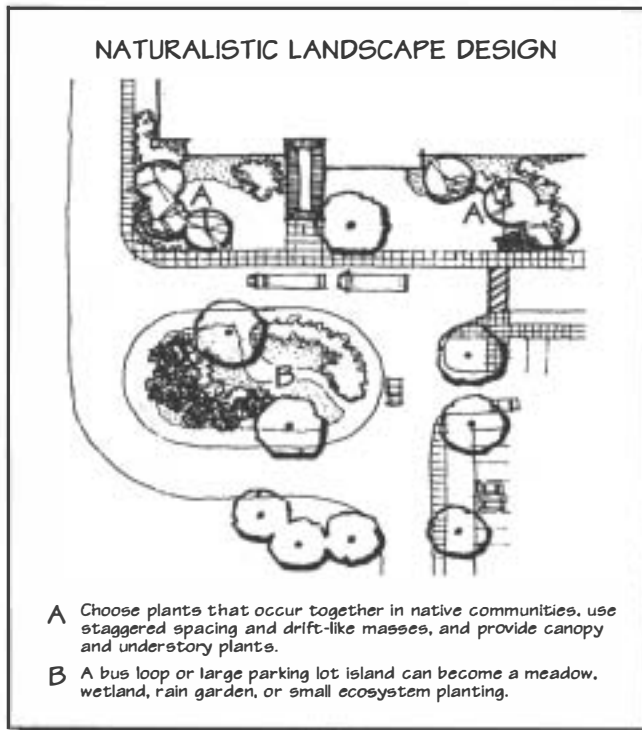 NATURALISTIC LANDSCAPE DESIGN
A
A
B
A Choose plants that occur together in native communities, use
staggered spacing and drift-like masses, and provide canopy
and understory plants.
B A bus loop or large parking lot island can become a meadow,
wetland, rain garden, or small ecosystem planting.